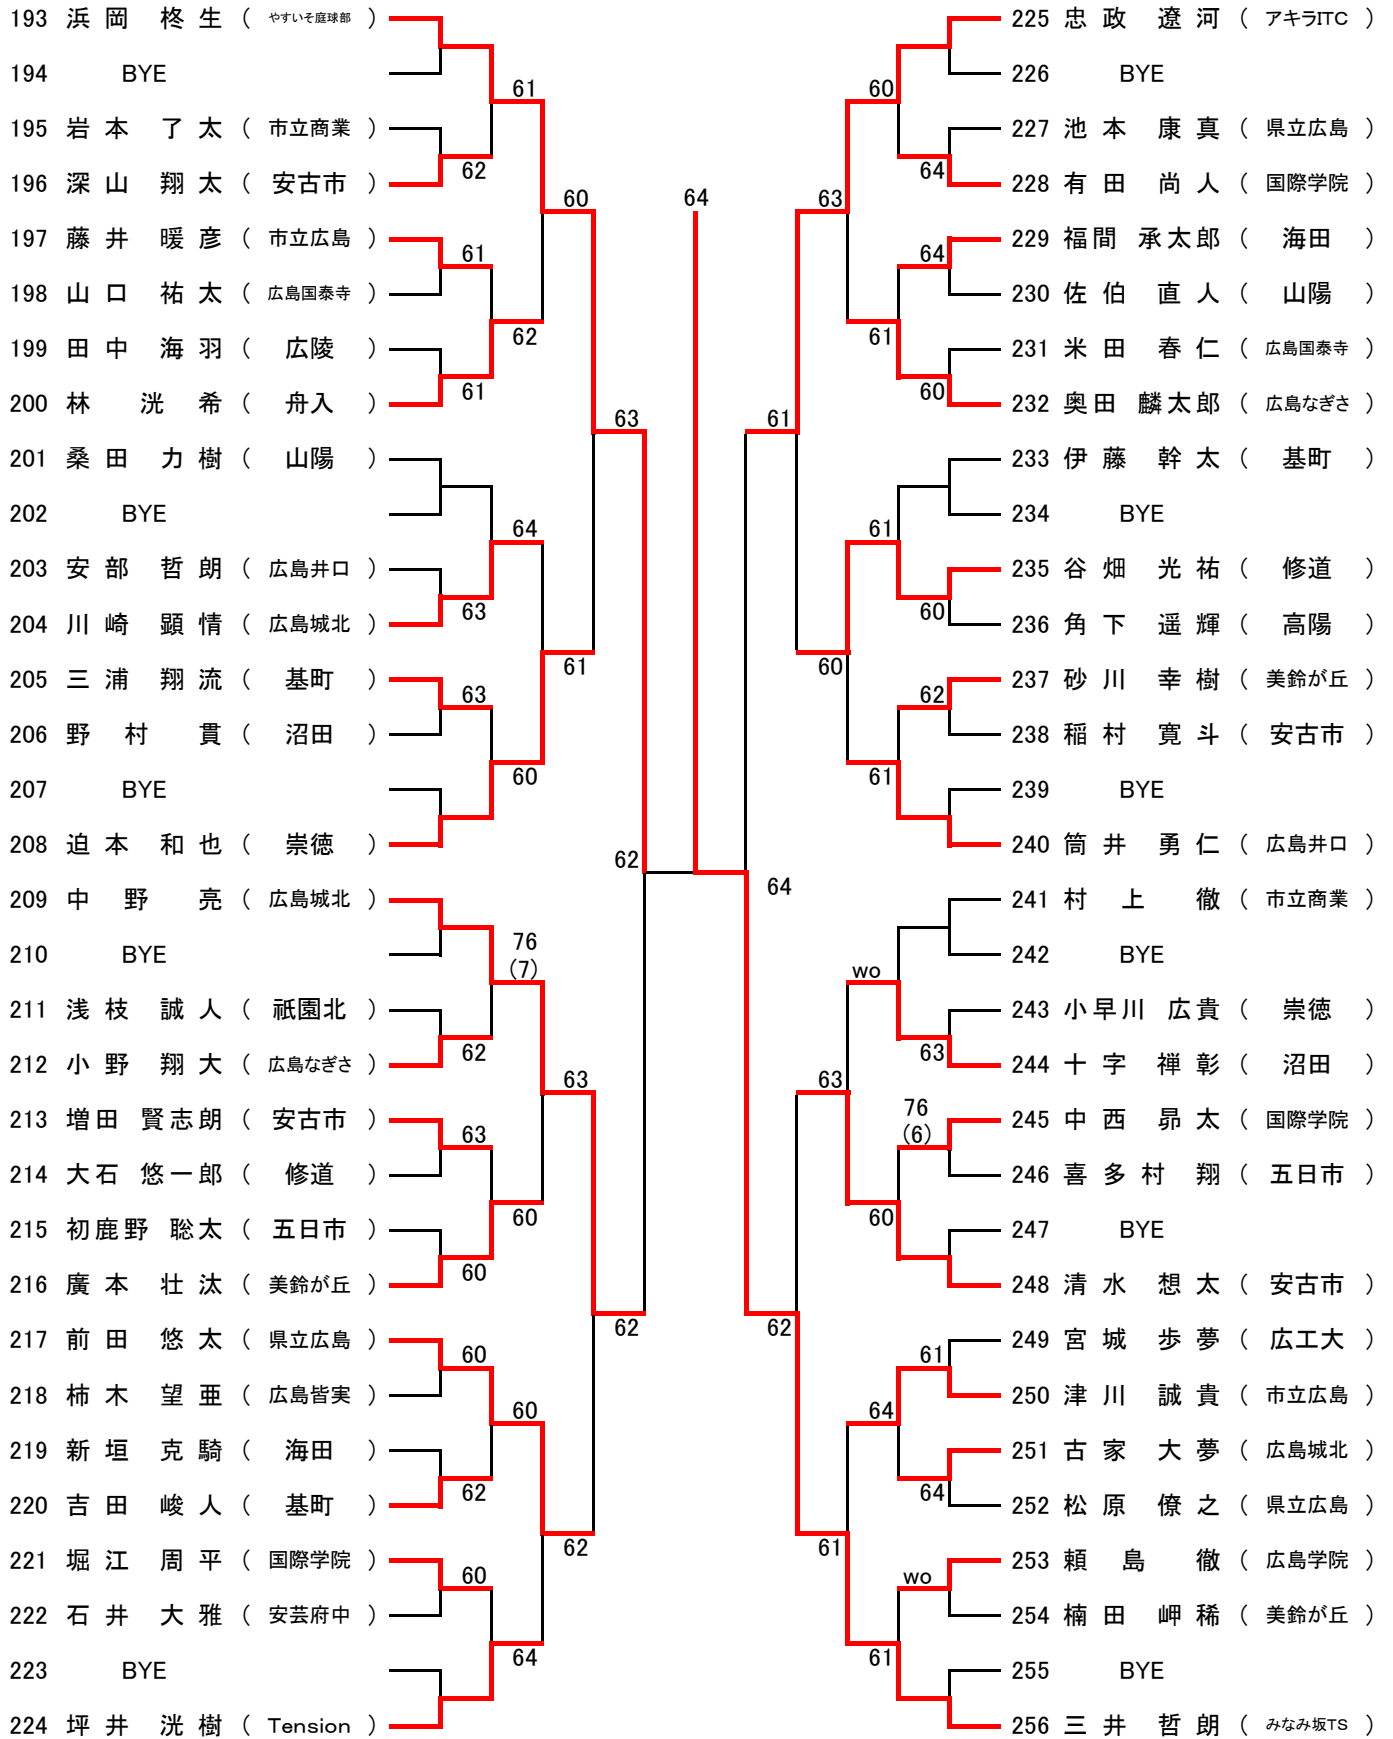 193 浜岡 柊生 ( やすいそ庭球部 )
194 BYE
61
195 岩本 了太 ( 市立商業 )
62
196 深山 翔太 ( 安古市 )
60
197 藤井 暖彦 ( 市立広島 )
61
198 山口 祐太 ( 広島国泰寺 )
62
199 田中 海羽 ( 広陵 )
61
200 林 洸希 ( 舟入 )
63
201 桑田 力樹 ( 山陽 )
202 BYE
64
203 安部 哲朗 ( 広島井口 )
63
204 川崎 顕情 ( 広島城北 )
61
205 三浦 翔流 ( 基町 )
63
206 野村 貫 ( 沼田 )
60
207 BYE
208 迫本 和也 ( 崇徳 )
62
209 中野 亮 ( 広島城北 )
210 BYE
76
(7)
211 浅枝 誠人 ( 祇園北 )
62
212 小野 翔大 ( 広島なぎさ )
63
213 増田 賢志朗 ( 安古市 )
63
214 大石 悠一郎 ( 修道 )
60
215 初鹿野 聡太 ( 五日市 )
60
216 廣本 壮汰 ( 美鈴が丘 )
62
217 前田 悠太 ( 県立広島 )
60
218 柿木 望亜 ( 広島皆実 )
60
219 新垣 克騎 ( 海田 )
62
220 吉田 峻人 ( 基町 )
62
221 堀江 周平 ( 国際学院 )
60
222 石井 大雅 ( 安芸府中 )
64
223 BYE
224 坪井 洸樹 ( Tension )
64
64
225 忠政 遼河 ( アキラITC )
226 BYE
60
227 池本 康真 ( 県立広島 )
64
228 有田 尚人 ( 国際学院 )
63
229 福間 承太郎 ( 海田 )
64
230 佐伯 直人 ( 山陽 )
61
231 米田 春仁 ( 広島国泰寺 )
60
232 奥田 麟太郎 ( 広島なぎさ )
61
233 伊藤 幹太 ( 基町 )
234 BYE
61
235 谷畑 光祐 ( 修道 )
60
236 角下 遥輝 ( 高陽 )
60
237 砂川 幸樹 ( 美鈴が丘 )
62
238 稲村 寛斗 ( 安古市 )
61
239 BYE
240 筒井 勇仁 ( 広島井口 )
241 村上 徹 ( 市立商業 )
242 BYE
wo
243 小早川 広貴 ( 崇徳 )
63
244 十字 禅彰 ( 沼田 )
63
245 中西 昴太 ( 国際学院 )
76
(6)
246 喜多村 翔 ( 五日市 )
60
247 BYE
248 清水 想太 ( 安古市 )
62
249 宮城 歩夢 ( 広工大 )
61
250 津川 誠貴 ( 市立広島 )
64
251 古家 大夢 ( 広島城北 )
64
252 松原 僚之 ( 県立広島 )
61
253 頼島 徹 ( 広島学院 )
wo
254 楠田 岬稀 ( 美鈴が丘 )
61
255 BYE
256 三井 哲朗 ( みなみ坂TS )